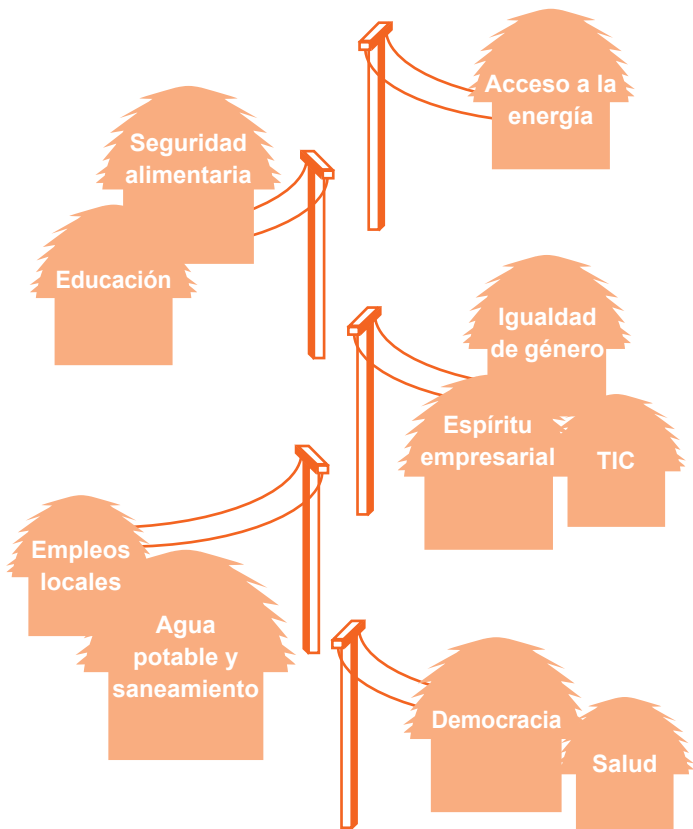 Acceso a la
energía
Seguridad
alimentaria
Educación
Igualdad
de género
Espíritu
empresarial
TIC
Empleos
locales
Agua
potable y
saneamiento
Democracia
Salud